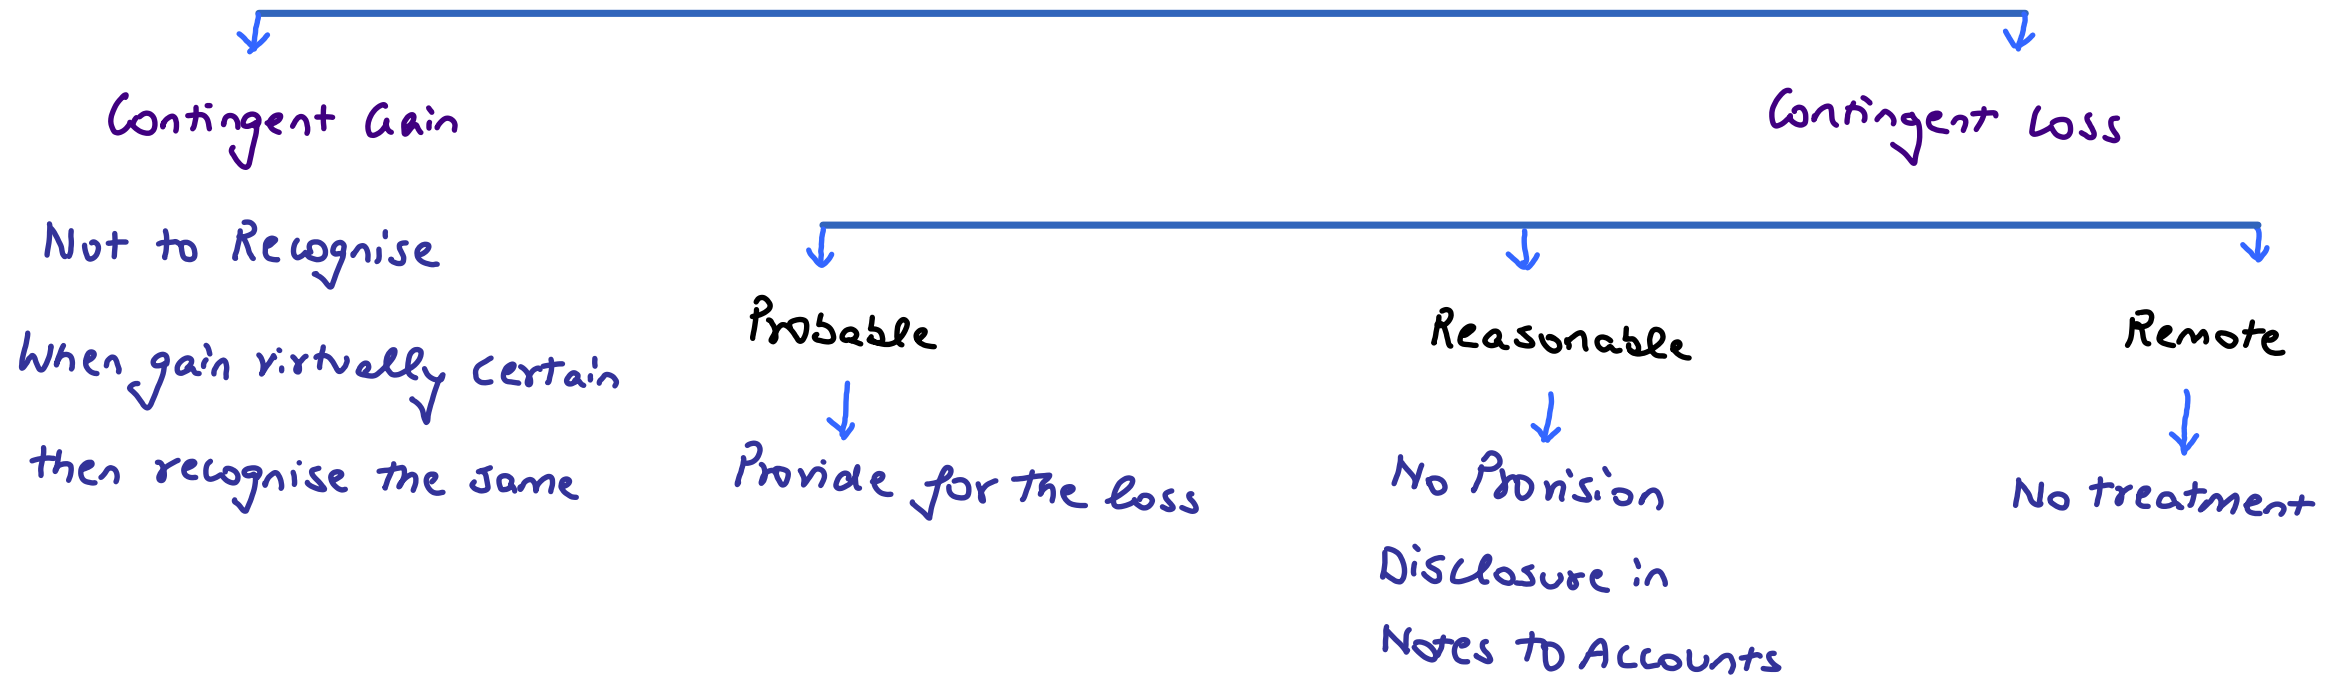 Contingent Gain
Not to Recognise
When gain virtually certain
then recognise the same
Contingent Loss
Probable
Provide for the loss
Reasonable
No Provision
Disclosure in
Notes to Accounts
Remote
No treatment